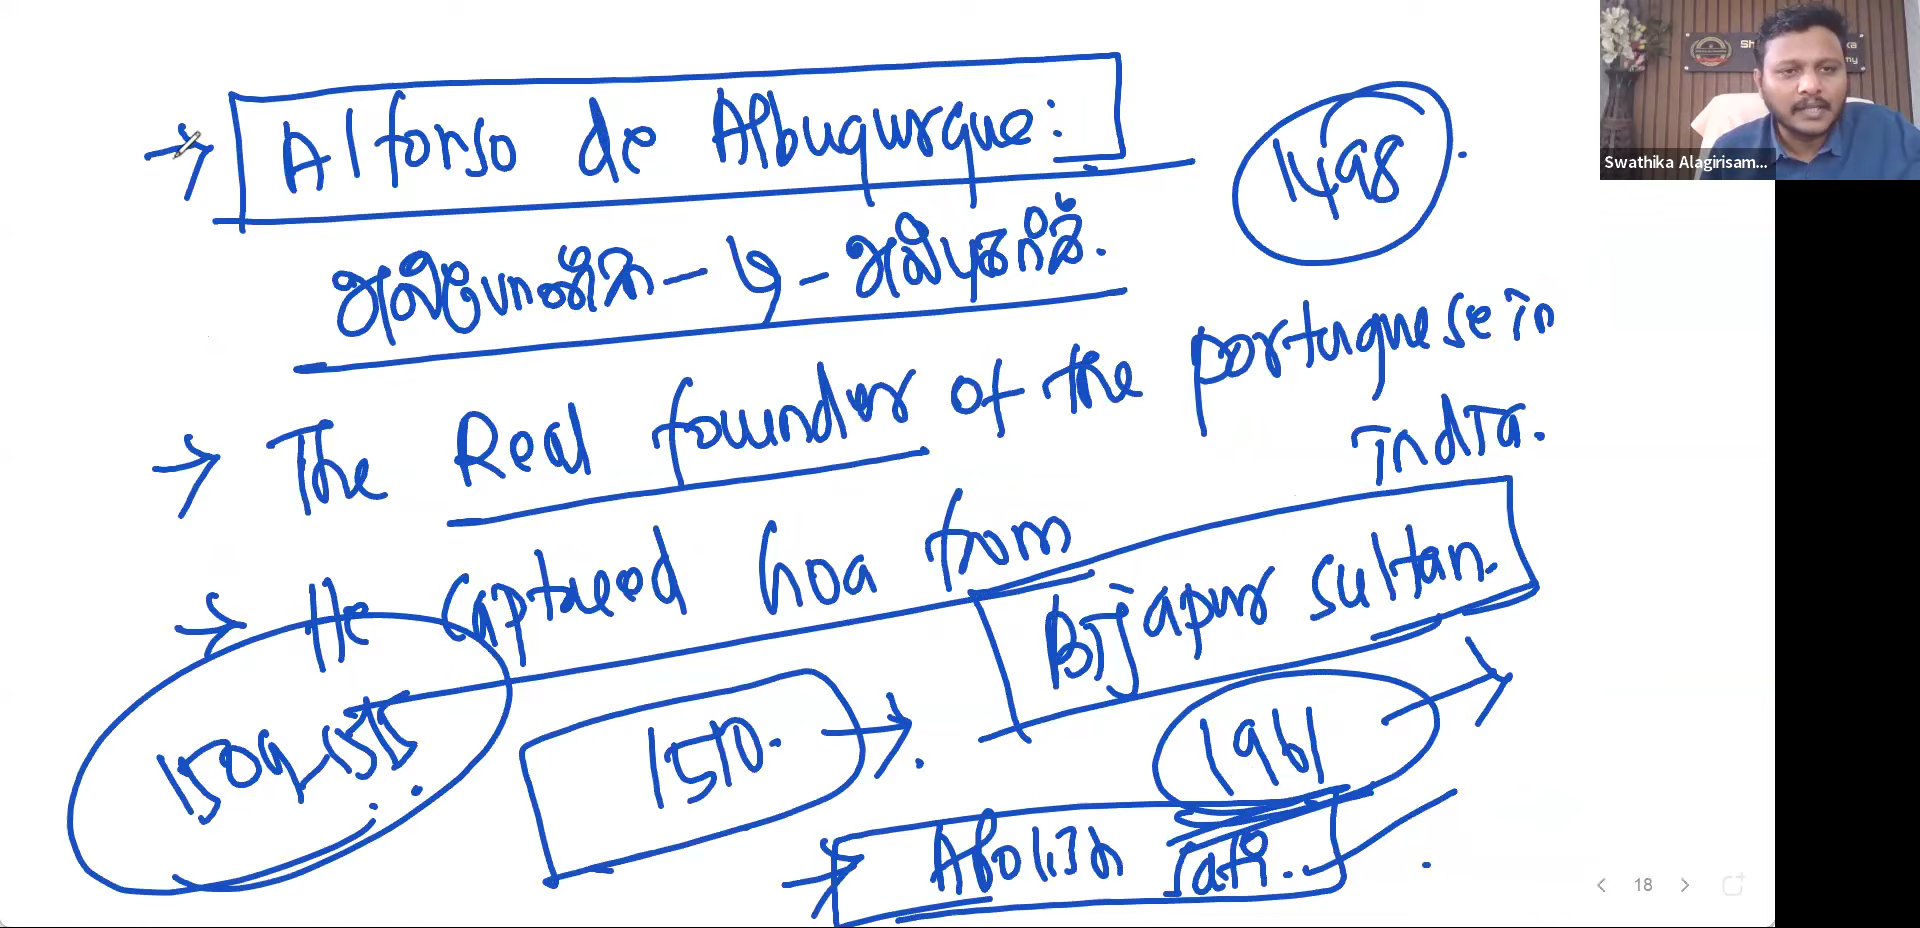 Alfonso de Albuqurque:
1498.
அல்போன்சோ-டி-அல்புகர்க்.
The Real founder of the portuguese in
india.
He captured Goa from
Bijapur sultan.
1509-1515
1510.
1961
Abolish sati.
Swathika Alagirisam...
18